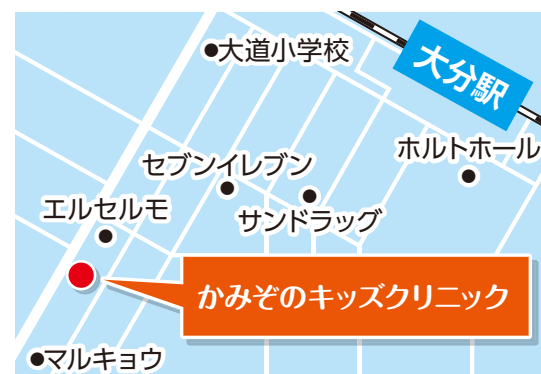 大道小学校
大分駅
ホルトホール
セブンイレブン
サンドラッグ
エルセルモ
かみぞのキッズクリニック
マルキョウ